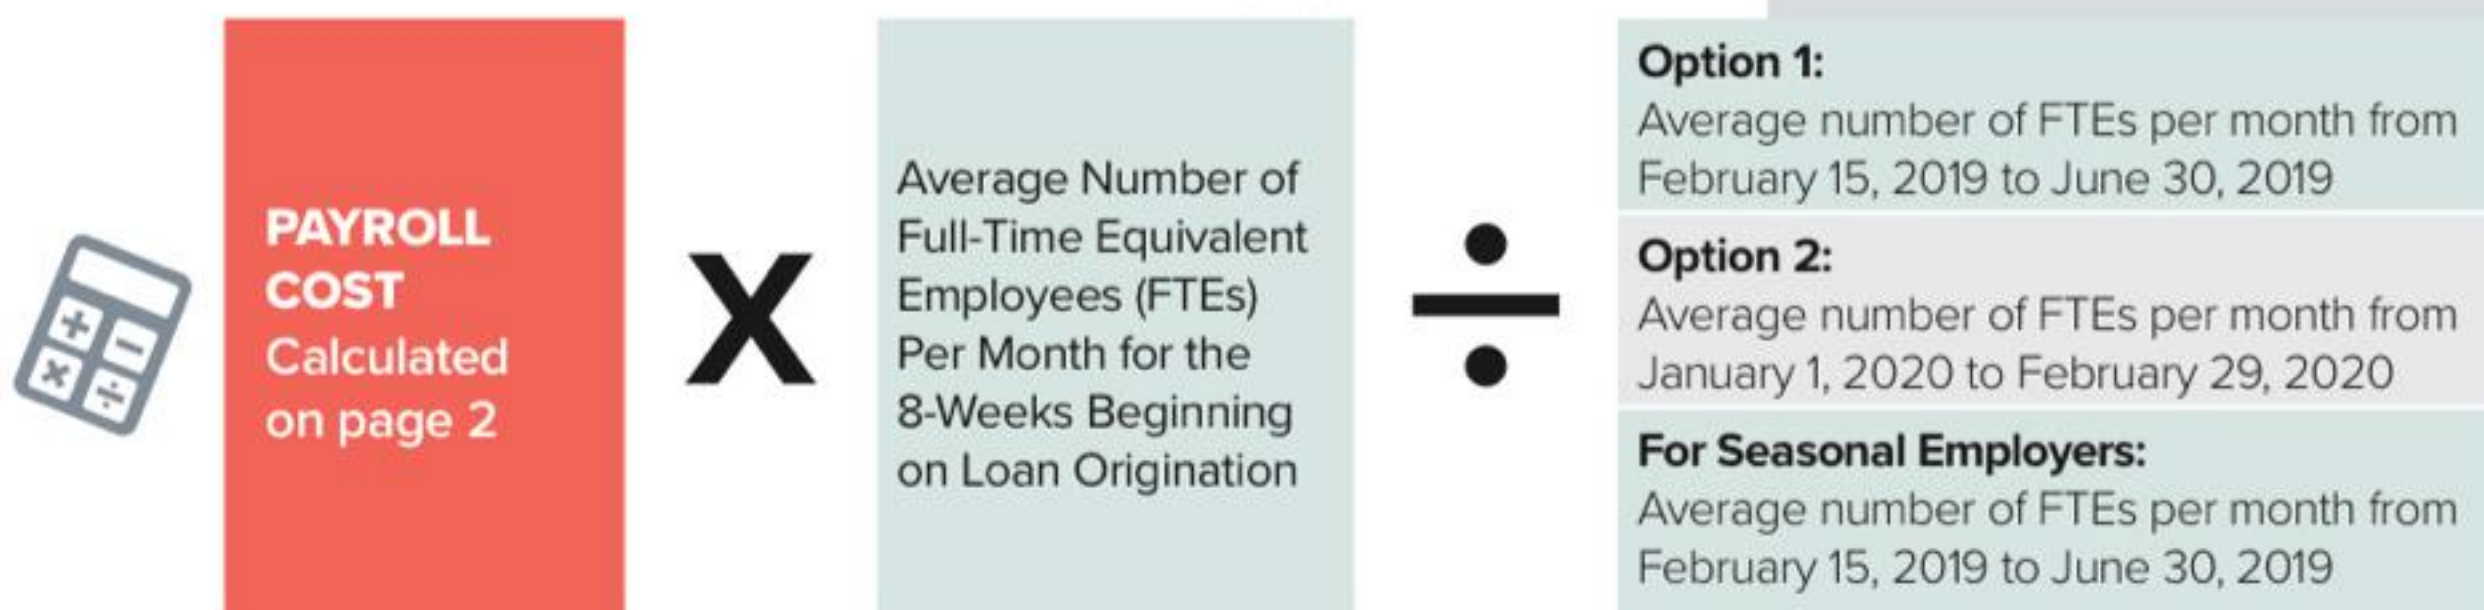 PAYROLL
COST
Calculated
on page 2
X
Average Number of
Full-Time Equivalent
Employees (FTEs)
Per Month for the
8-Weeks Beginning
on Loan Origination
÷
Option 1:
Average number of FTEs per month from
February 15, 2019 to June 30, 2019
Option 2:
Average number of FTEs per month from
January 1, 2020 to February 29, 2020
For Seasonal Employers:
Average number of FTEs per month from
February 15, 2019 to June 30, 2019